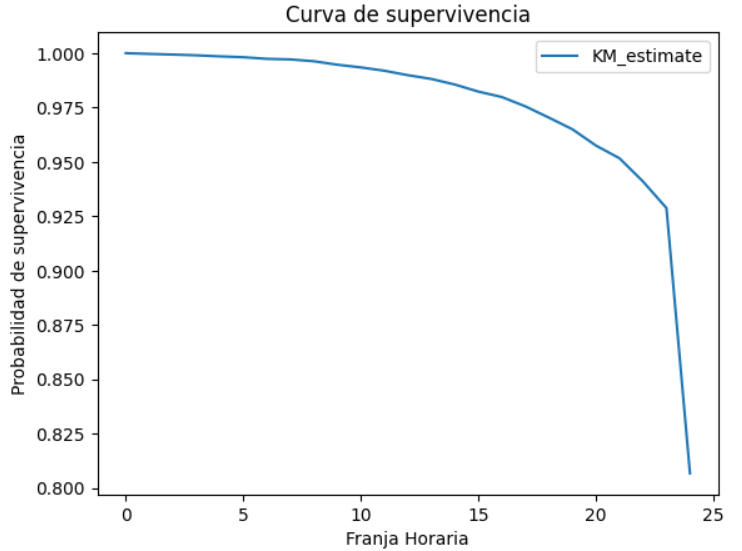 Curva de supervivencia
KM_estimate
Probabilidad de supervivencia
1.000
0.975
0.950
0.925
0.900
0.875
0.850
0.825
0.800
0 5 10 15 20 25
Franja Horaria